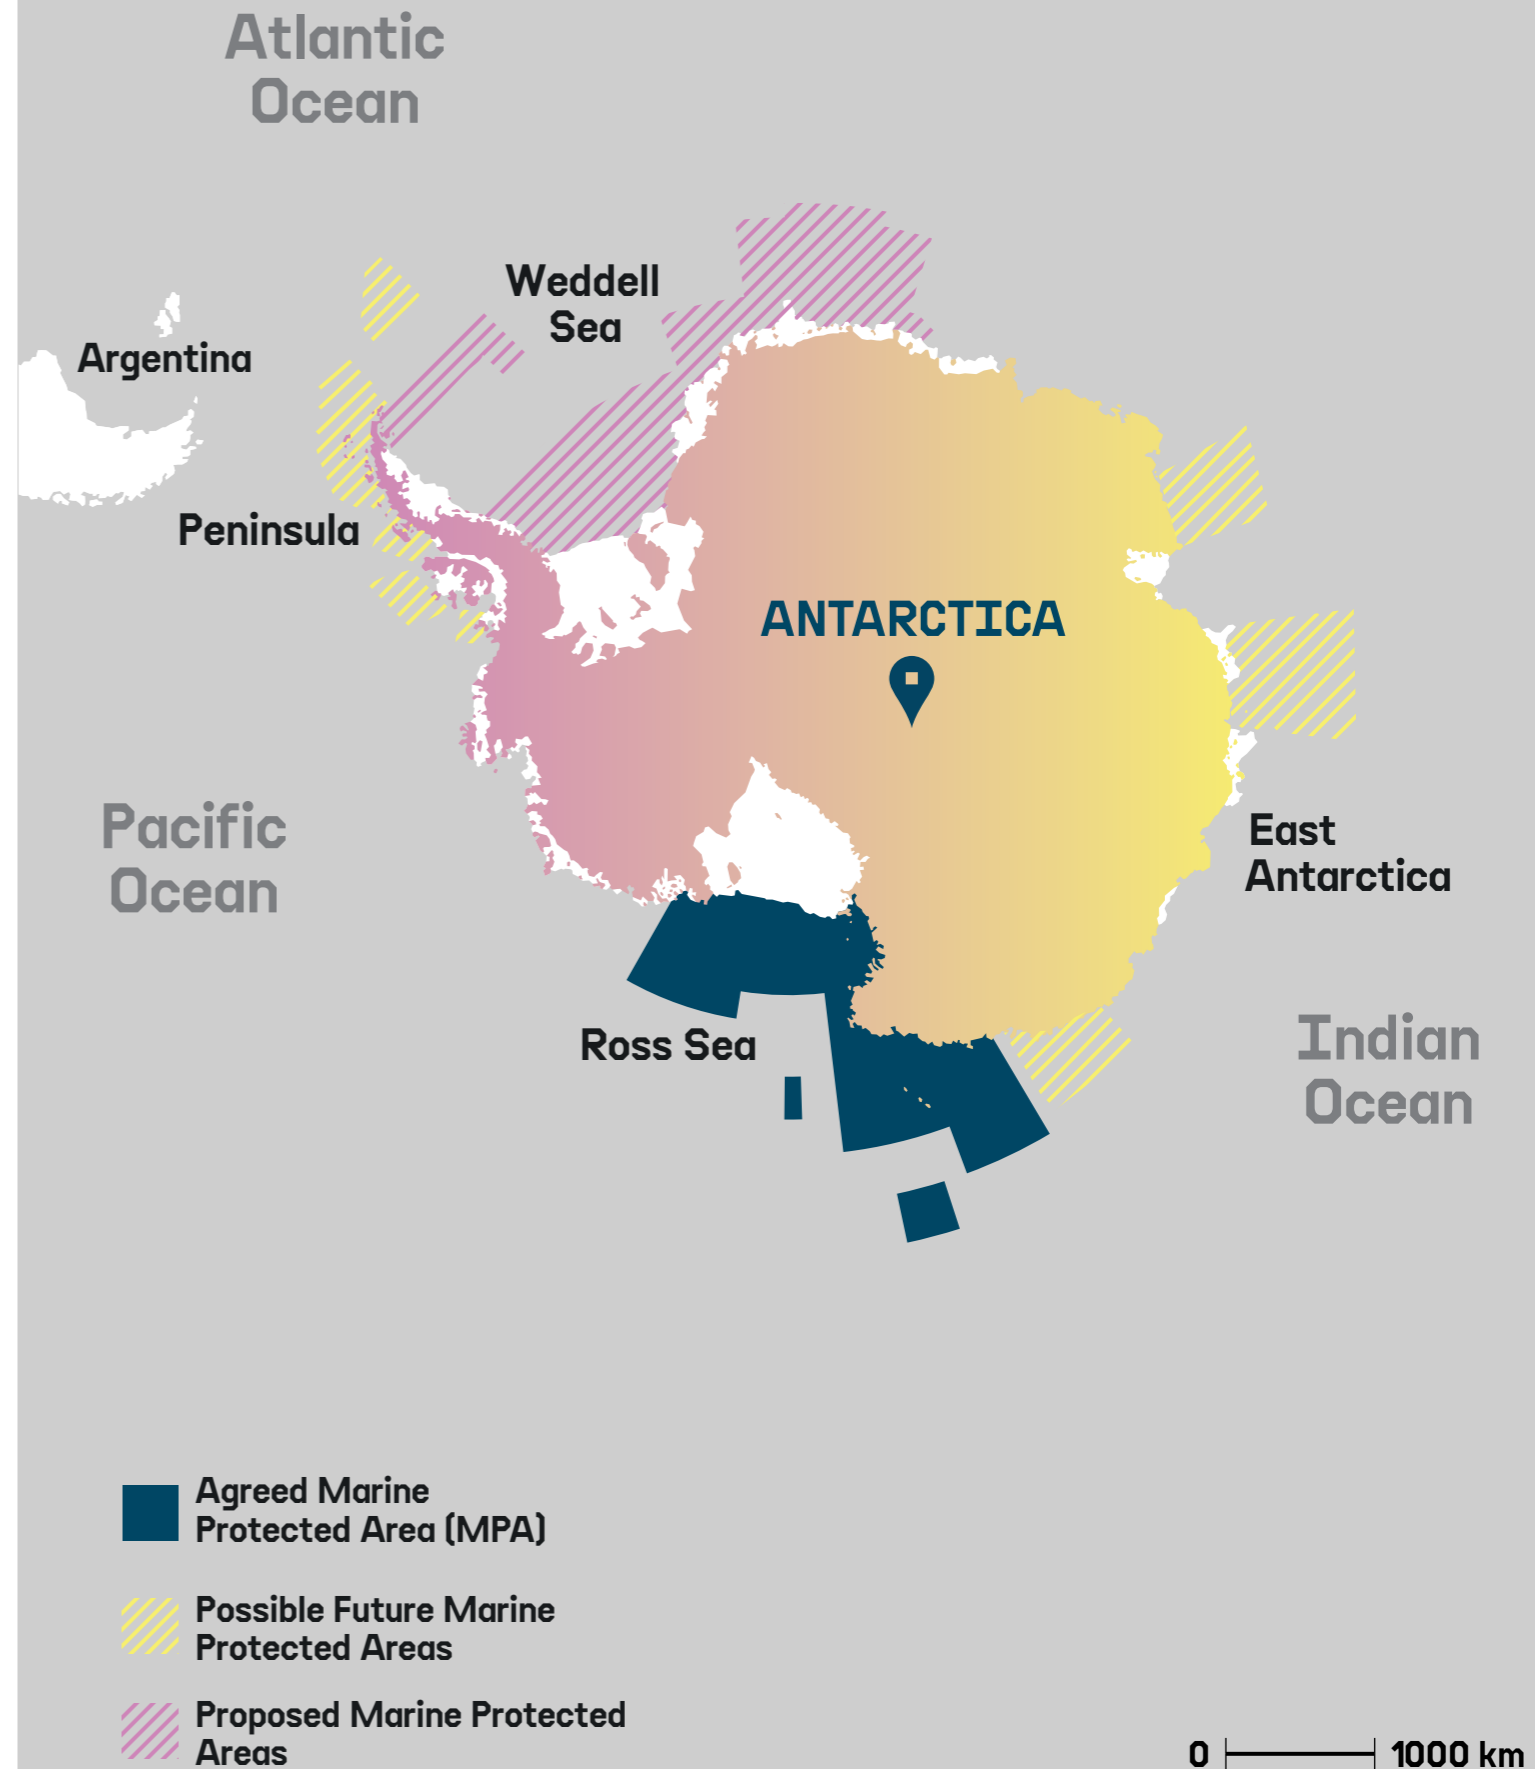 Atlantic
Ocean
Weddell
Sea
Argentina
Peninsula
ANTARCTICA
Pacific
Ocean
East
Antarctica
Ross Sea
Indian
Ocean
Agreed Marine
Protected Area (MPA)
Possible Future Marine
Protected Areas
Proposed Marine Protected
Areas
0 1000 km